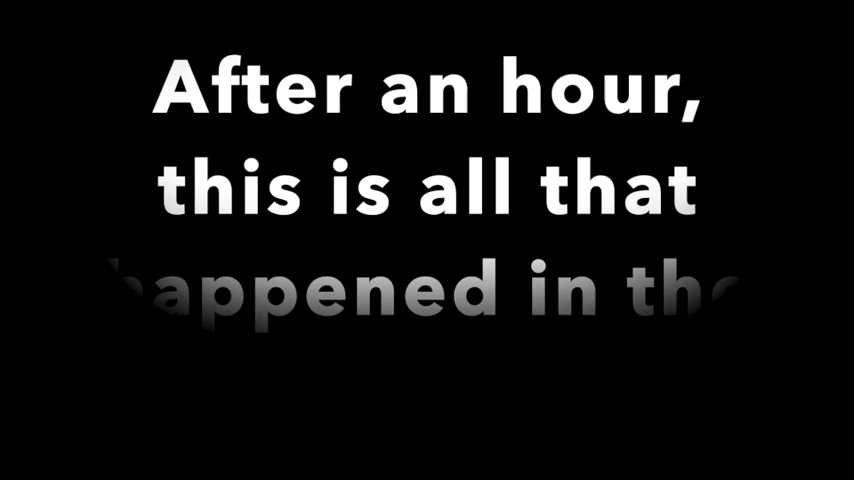 After an hour,
this is all that
happened in the